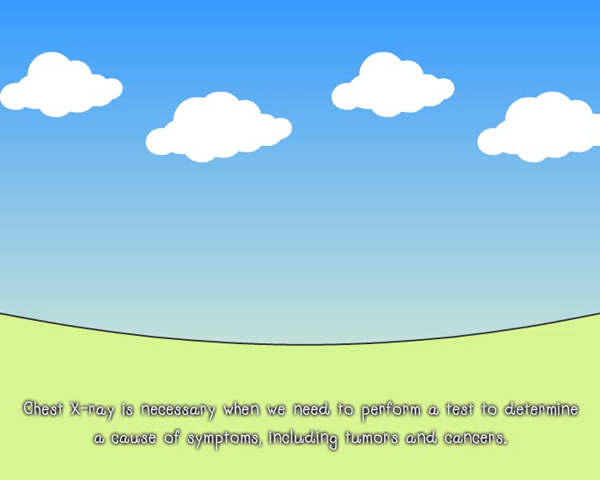 Chest X-ray is necessary when we need to perform a test to determine
a cause of symptoms, including tumors and cancers.